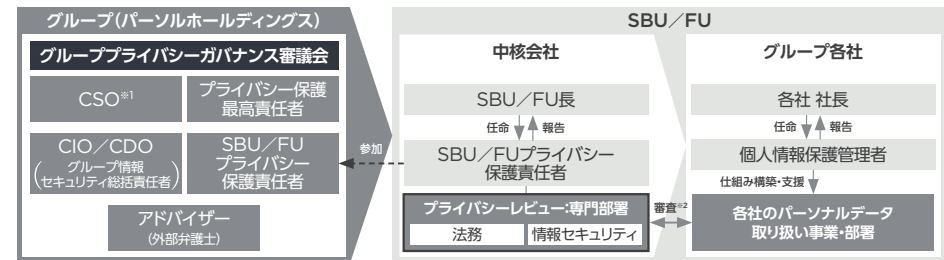 グループ（パーソルホールディングス）
グループプライバシーガバナンス審議会
CSO※1
プライバシー保護
最高責任者
CIO／CDO
（グループ情報
セキュリティ総括責任者）
SBU／FU
プライバシー
保護責任者
アドバイザー
（外部弁護士）
参加
SBU／FU
中核会社
SBU／FU長
任命
報告
SBU／FUプライバシー
保護責任者
プライバシーレビュー：専門部署
法務
情報セキュリティ
審査※2
グループ各社
各社 社長
任命
報告
個人情報保護管理者
仕組み構築・支援
各社のパーソナルデータ
取り扱い事業・部署